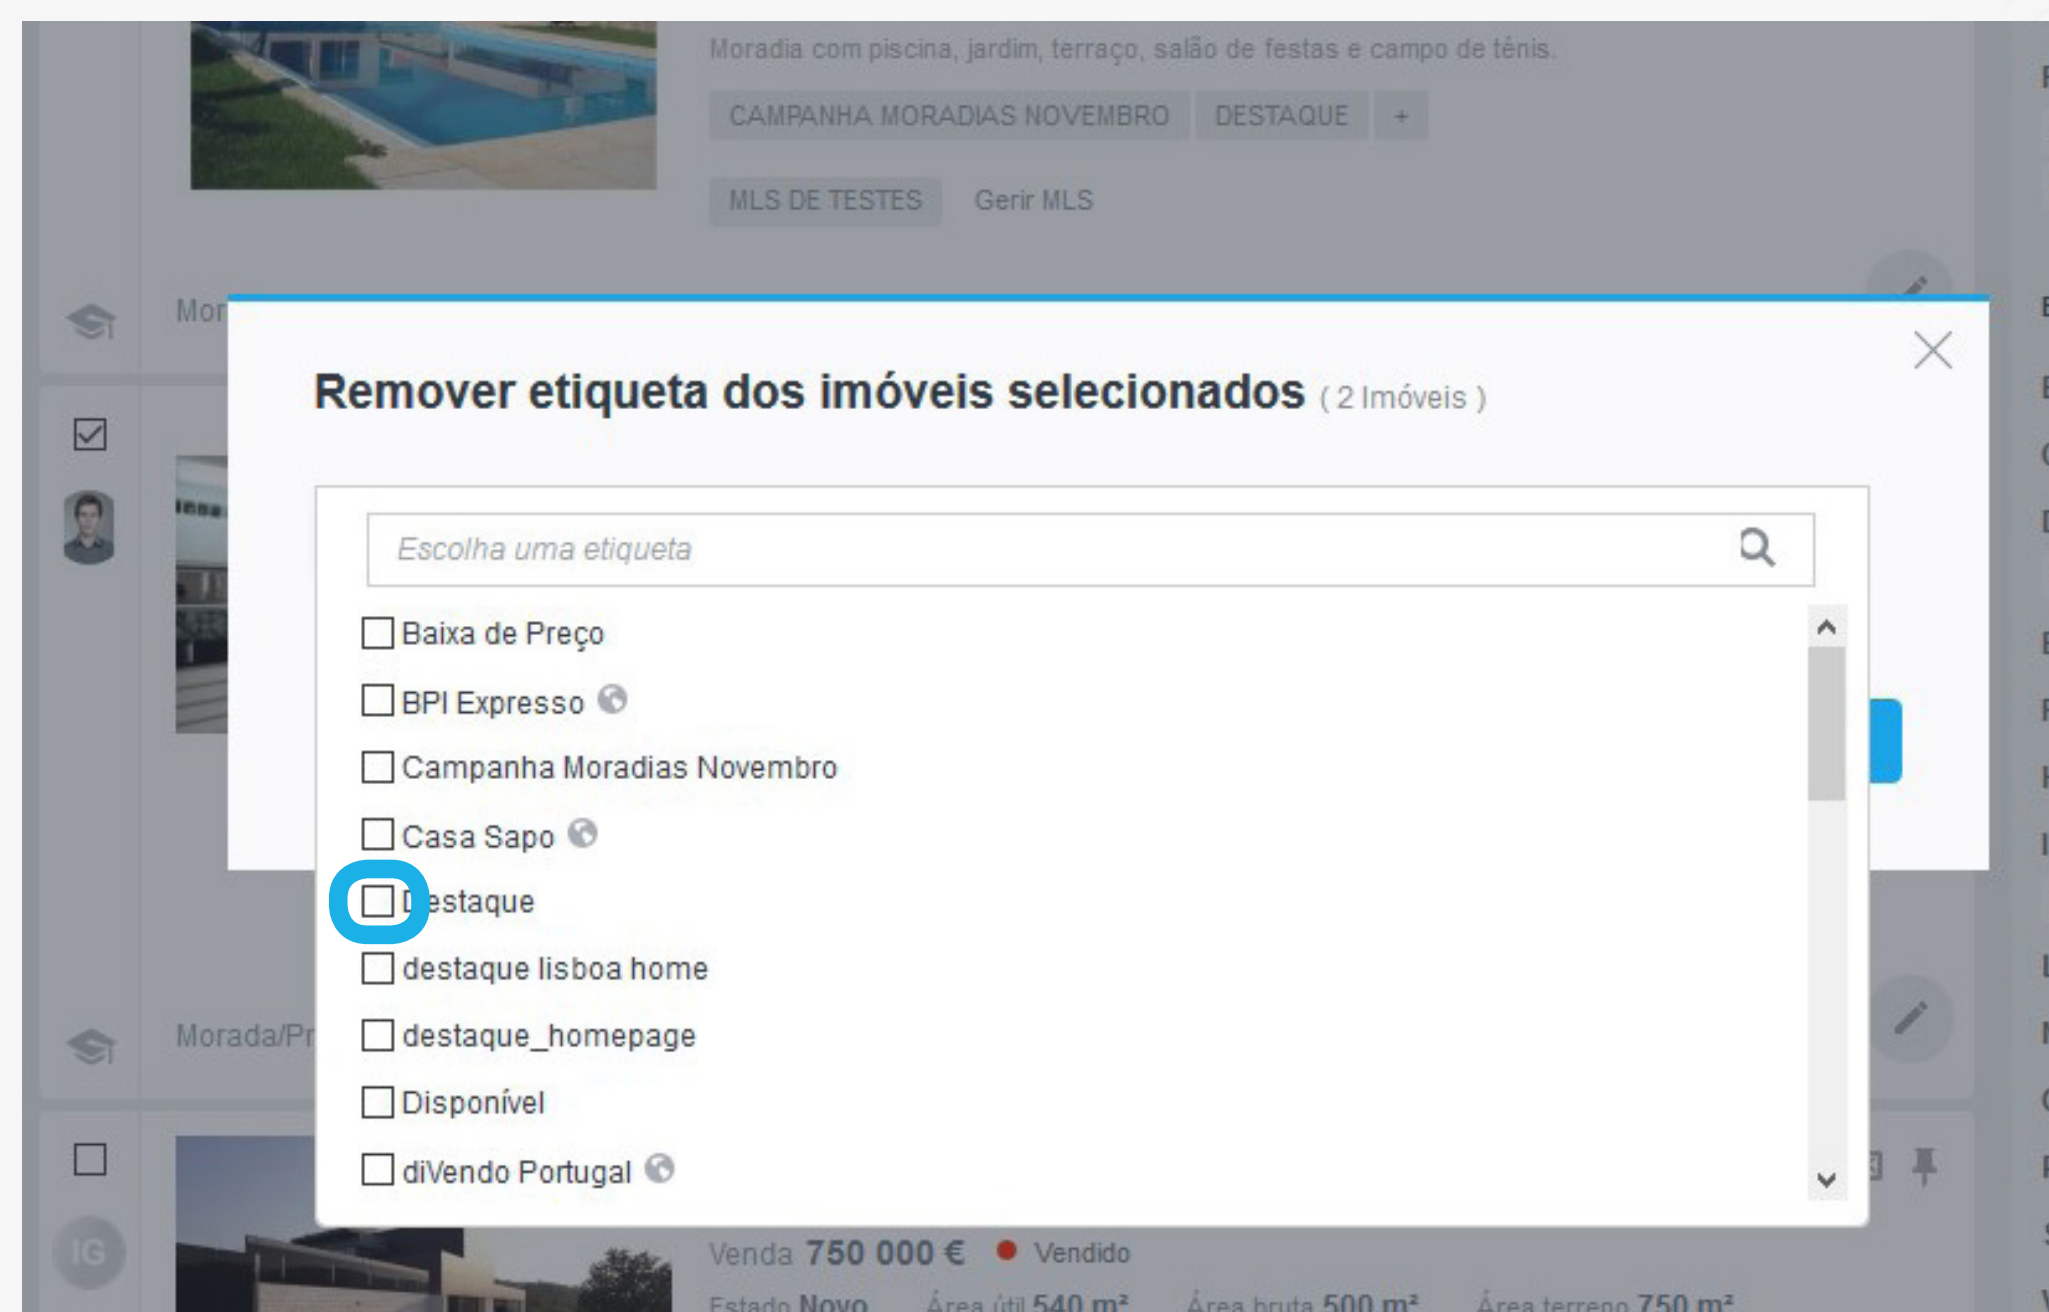 Moradia com piscina, jardim, terraço, salão de festas e campo de ténis.
CAMPANHA MORADIAS NOVEMBRO DESTAQUE +
MLS DE TESTES Gerir MLS
Remover etiqueta dos imóveis selecionados ( 2 Imóveis )
Escolha uma etiqueta
Baixa de Preço
BPI Expresso
Campanha Moradias Novembro
Casa Sapo
Destaque
destaque lisboa home
destaque_homepage
Disponível
diVendo Portugal
IG
Venda 750 000 € Vendido
Estado Novo Área útil 540 m² Área bruta 500 m² Área terreno 750 m²